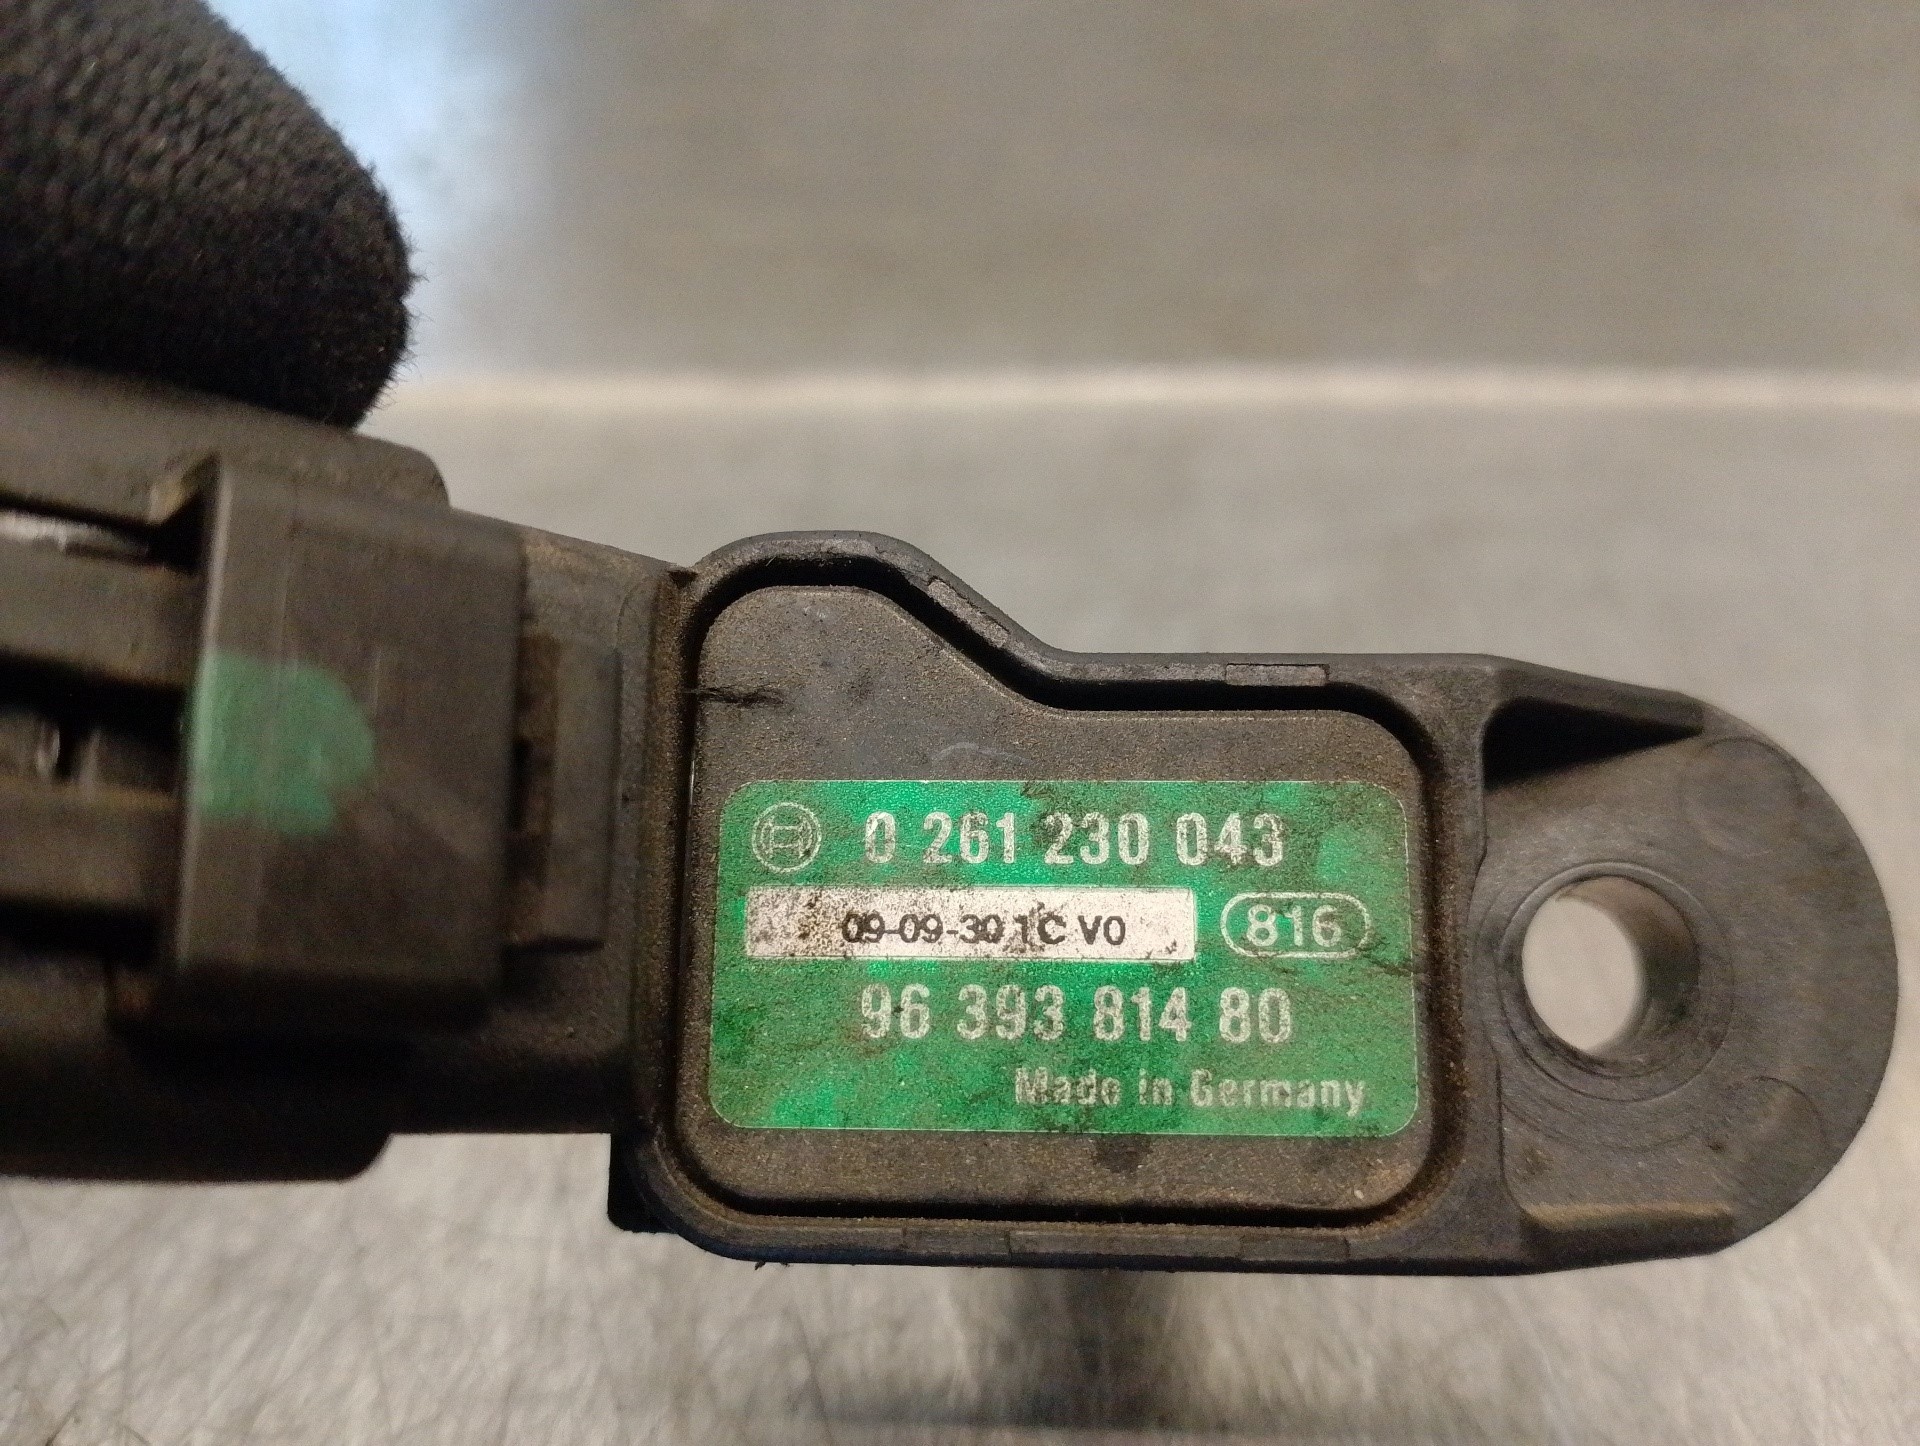 0 261 230 043
09-09-30 1C V0 816
96 393 814 80
Made in Germany